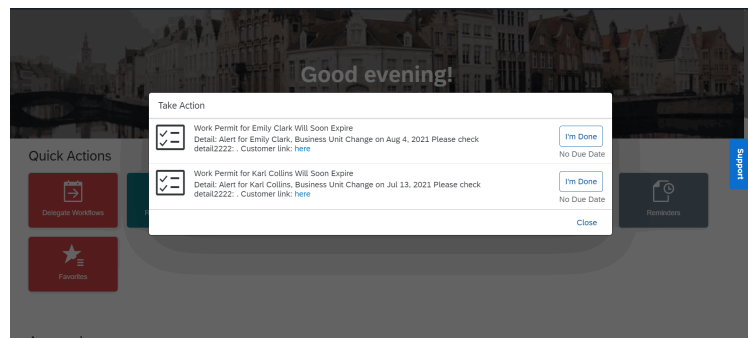 Good evening!
Take Action
Work Permit for Emily Clark Will Soon Expire
Detail: Alert for Emily Clark, Business Unit Change on Aug 4, 2021 Please check
detail2222: . Customer link: here
I'm Done
No Due Date
Work Permit for Karl Collins Will Soon Expire
Detail: Alert for Karl Collins, Business Unit Change on Jul 13, 2021 Please check
detail2222: . Customer link: here
I'm Done
No Due Date
Close
Support
Quick Actions
Delegate Workflows
Reminders
Favorites